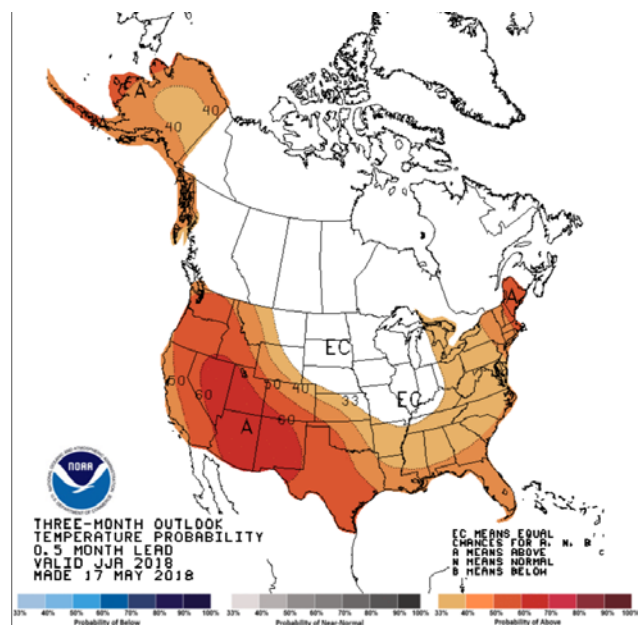 A
40
40
A
EC
50
60
50
40
33
EC
A
60
NOAA
THREE-MONTH OUTLOOK
TEMPERATURE PROBABILITY
0.5 MONTH LEAD
VALID JJA 2018
MADE 17 MAY 2018
EC MEANS EQUAL
CHANCES FOR A, N, B
A MEANS ABOVE
N MEANS NORMAL
B MEANS BELOW
33% 40% 50% 60% 70% 80% 90% 100%
Probability of Below
33% 40% 50% 60% 70% 80% 90% 100%
Probability of Near-Normal
33% 40% 50% 60% 70% 80% 90% 100%
Probability of Above